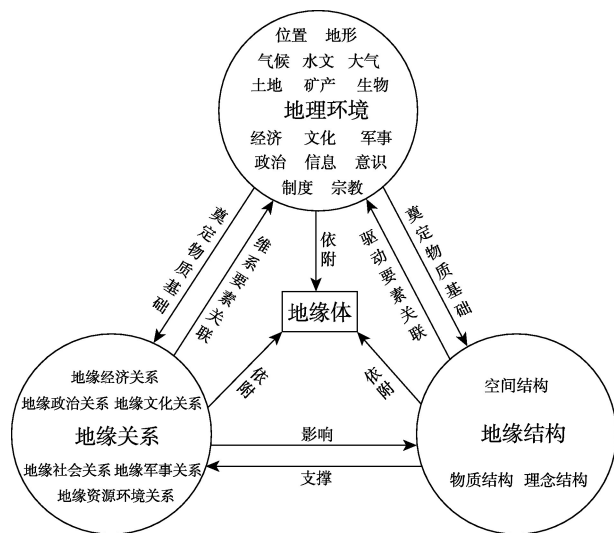 位置 地形
气候 水文 大气
土地 矿产 生物
地理环境
经济 文化 军事
政治 信息 意识
制度 宗教
奠定物质基础
维系要素关联
依附
驱动要素关联
奠定物质基础
地缘体
依附
依附
地缘经济关系
地缘政治关系 地缘文化关系
地缘关系
地缘社会关系 地缘军事关系
地缘资源环境关系
影响
支撑
空间结构
地缘结构
物质结构 理念结构